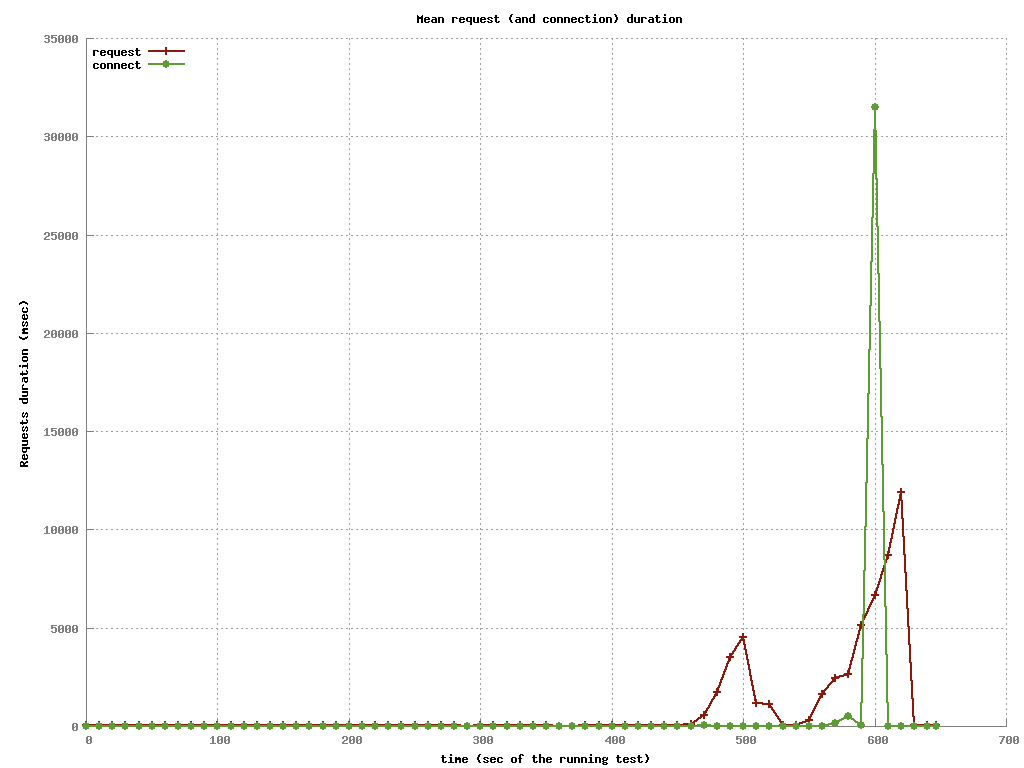 Mean request (and connection) duration
35000
request
connect
30000
25000
20000
15000
10000
5000
0
Requests duration (msec)
0 100 200 300 400 500 600 700
time (sec of the running test)